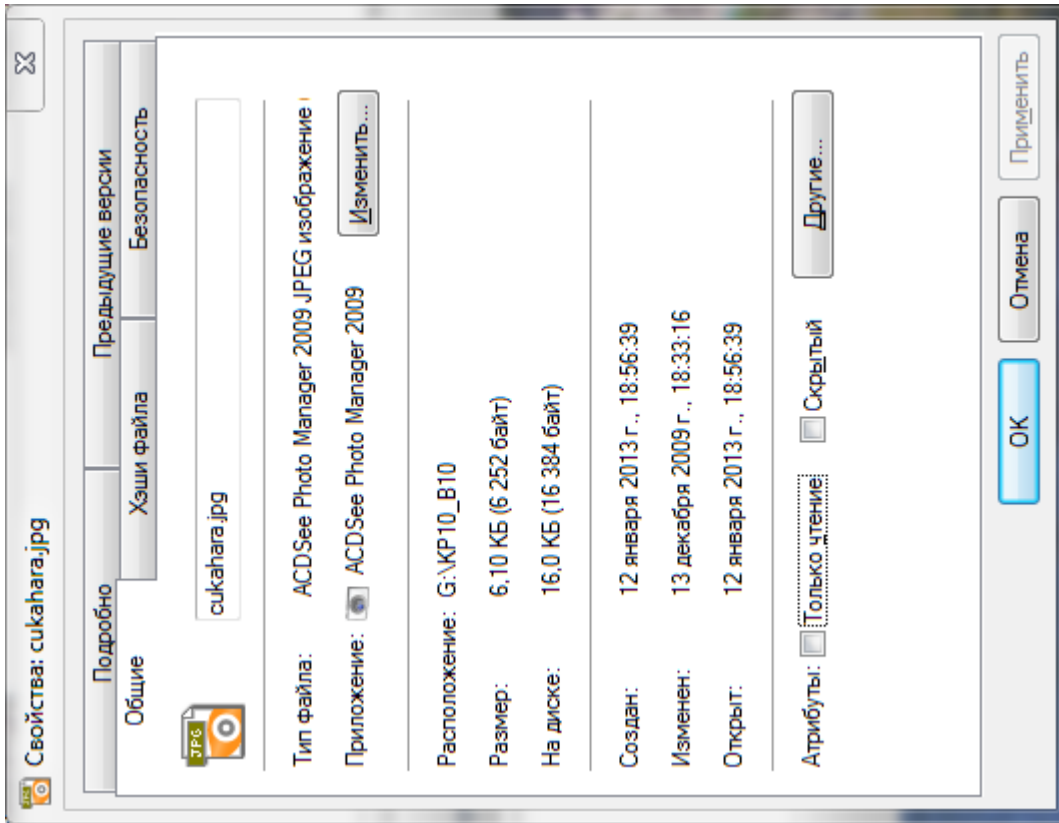 Свойства: cukahara.jpg
Подробно Предыдущие версии
Общие Хэши файла Безопасность
JPG
cukahara.jpg
Тип файла: ACDSee Photo Manager 2009 JPEG изображение
Приложение: ACDSee Photo Manager 2009 Изменить...
Расположение: G:\KP10_B10
Размер: 6,10 КБ (6 252 байт)
На диске: 16,0 КБ (16 384 байт)
Создан: 12 января 2013 г., 18:56:39
Изменен: 13 декабря 2009 г., 18:33:16
Открыт: 12 января 2013 г., 18:56:39
Атрибуты: Только чтение Скрытый Другие...
ОК Отмена Применить